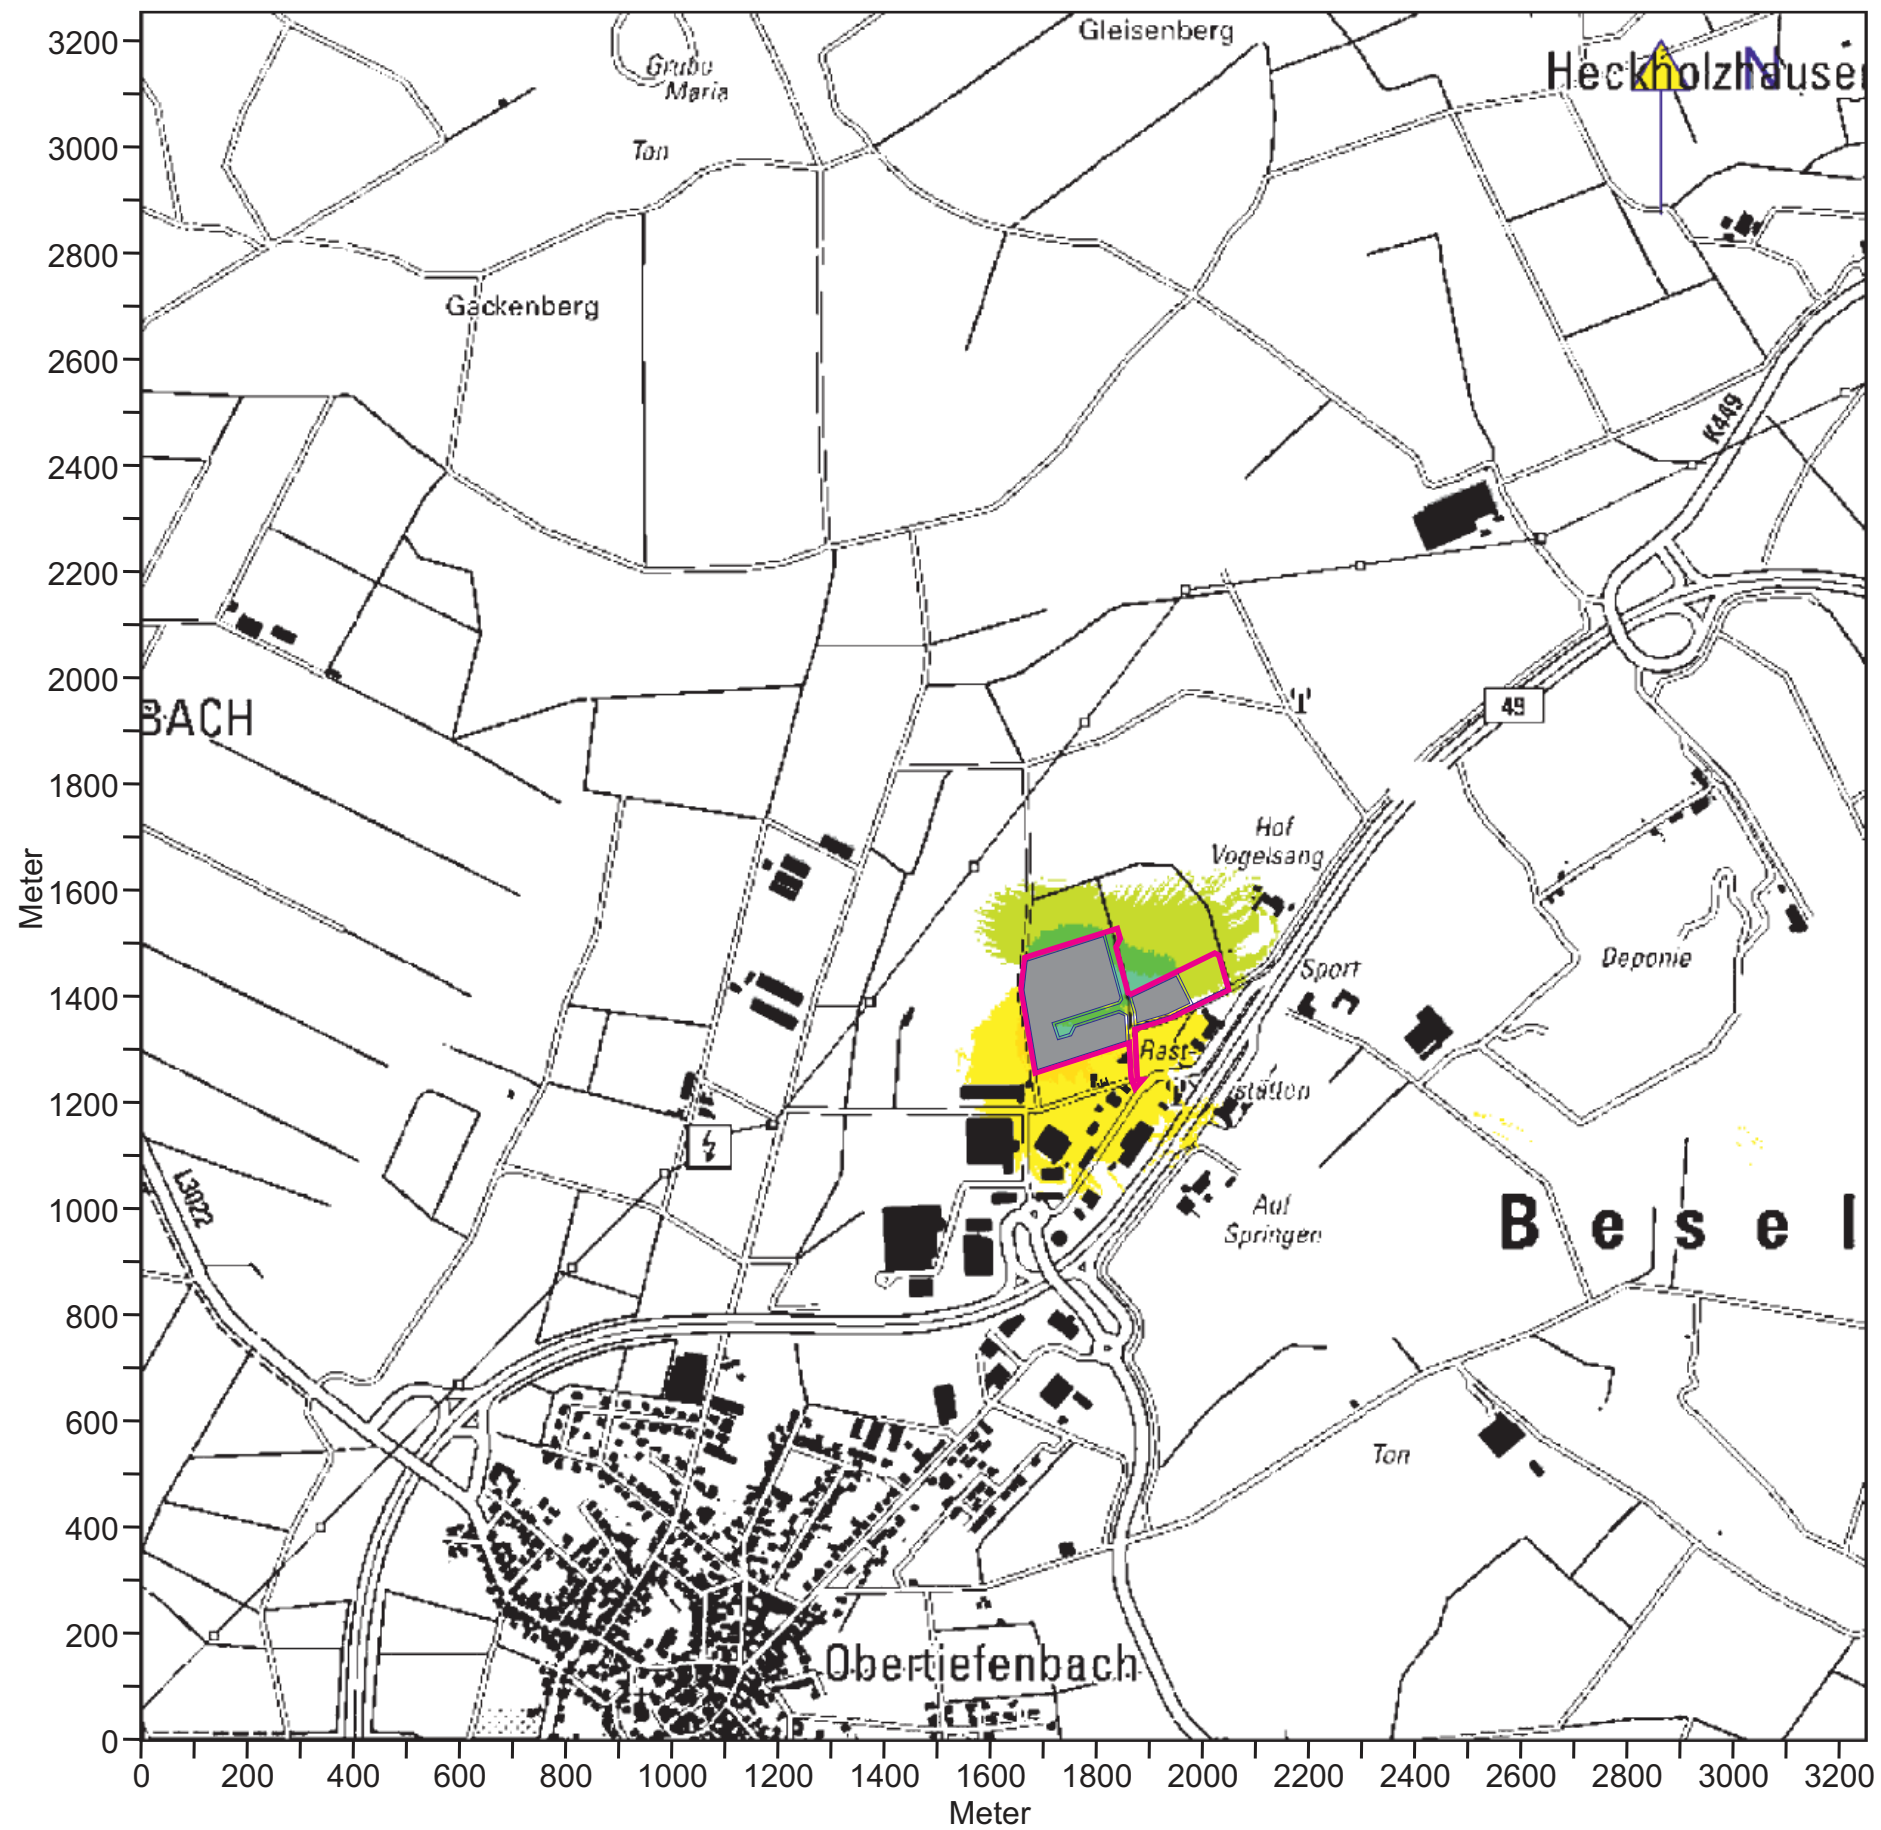 Gleisenberg
3200
Heckholzhausen
N
Grube
Maria
3000
Ton
2800
Gackenberg
2600
K449
2400
2200
2000
49
BACH
1800
Hof
Vogelsang
Meter
1600
Deponie
Sport
1400
Rast-
stätten
1200
L3022
1000
Auf
Springen
B e s e l
800
600
Ton
400
200
Obertiefenbach
0
0 200 400 600 800 1000 1200 1400 1600 1800 2000 2200 2400 2600 2800 3000 3200
Meter